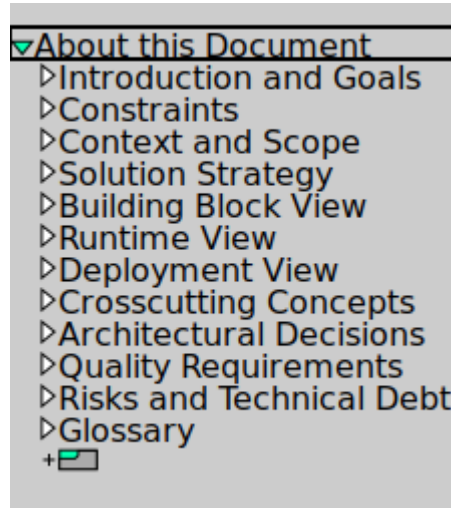 About this Document
Introduction and Goals
Constraints
Context and Scope
Solution Strategy
Building Block View
Runtime View
Deployment View
Crosscutting Concepts
Architectural Decisions
Quality Requirements
Risks and Technical Debt
Glossary
+